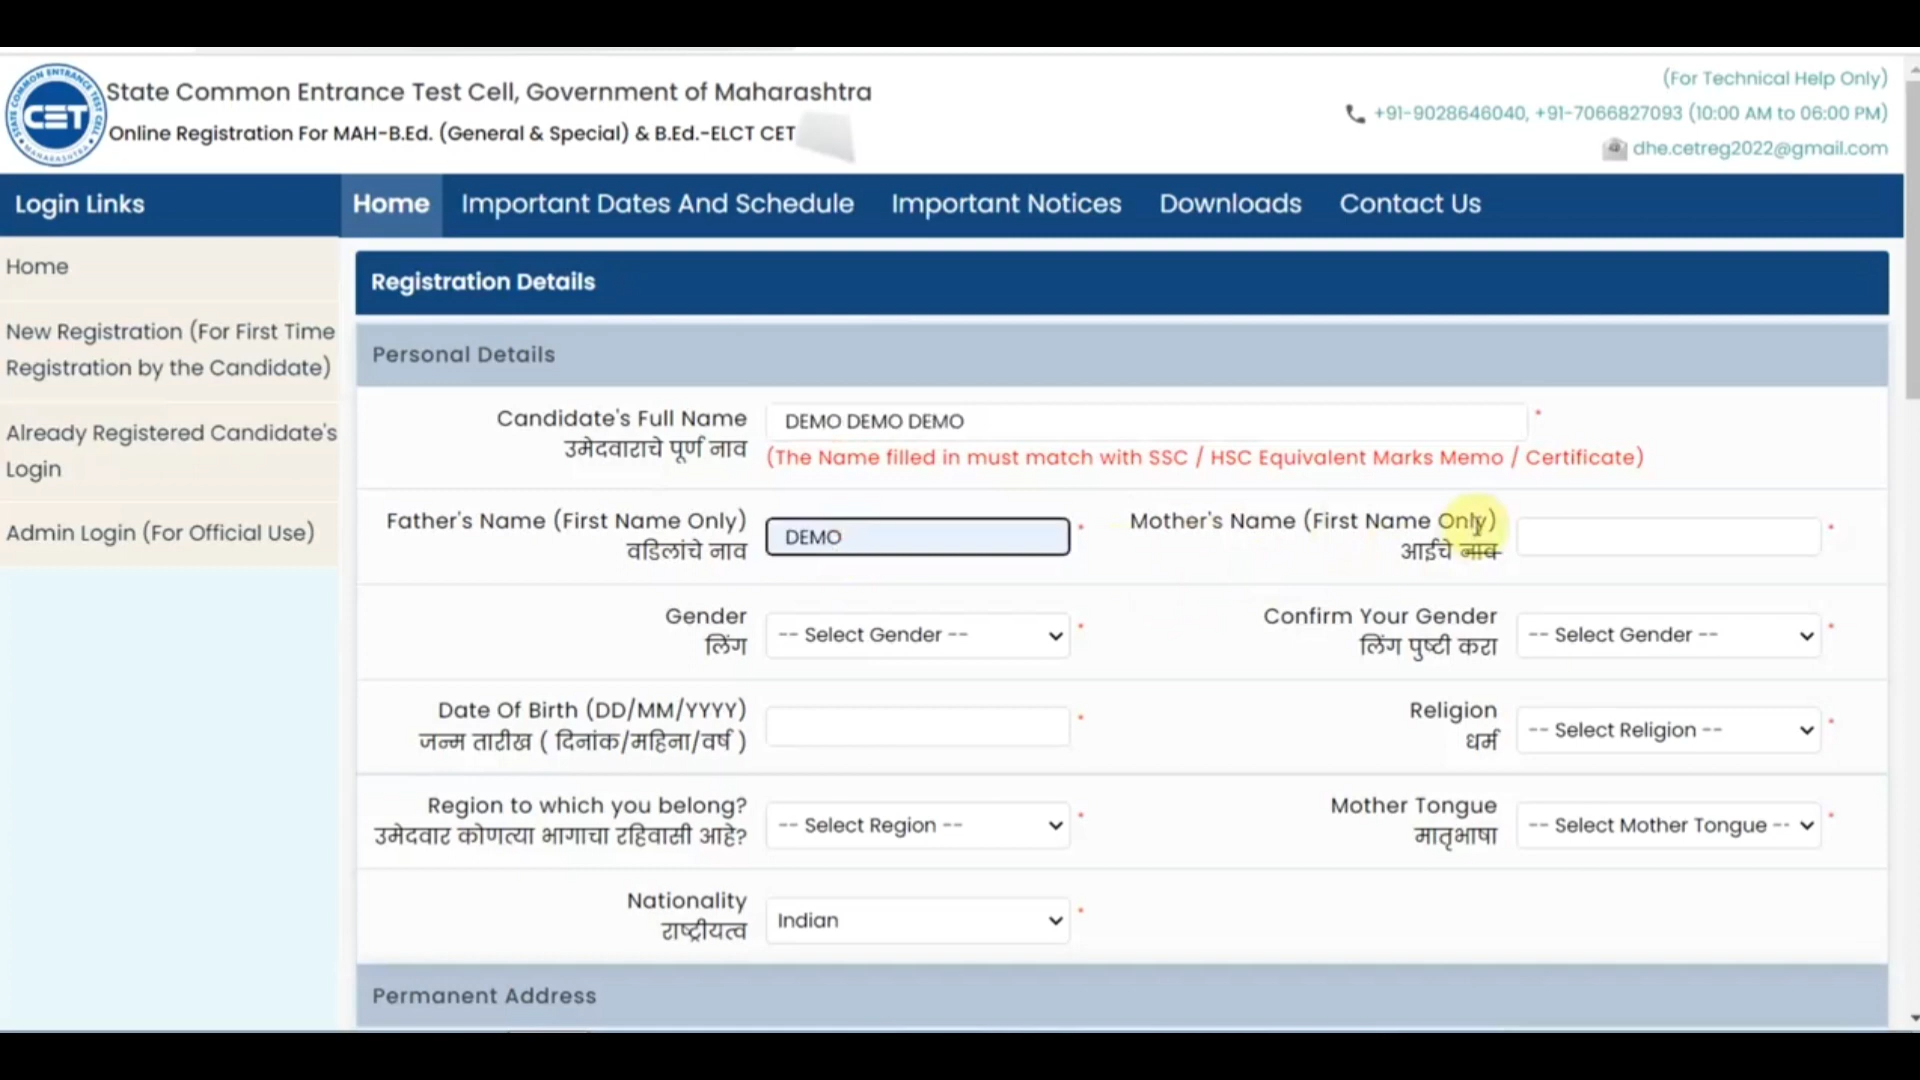 State Common Entrance Test Cell, Government of Maharashtra
Online Registration For MAH-B.Ed. (General & Special) & B.Ed.-ELCT CET
(For Technical Help Only)
+91-9028646040, +91-7066827093 (10:00 AM to 06:00 PM)
dhe.cetreg2022@gmail.com
STATE COMMON ENTRANCE TEST CELL
CET
MAHARASHTRA
Login Links
Home
Important Dates And Schedule
Important Notices
Downloads
Contact Us
Home
New Registration (For First Time
Registration by the Candidate)
Already Registered Candidate's
Login
Admin Login (For Official Use)
Registration Details
Personal Details
Candidate's Full Name
उमेदवाराचे पूर्ण नाव
DEMO DEMO DEMO *
(The Name filled in must match with SSC / HSC Equivalent Marks Memo / Certificate)
Father's Name (First Name Only)
वडिलांचे नाव
DEMO *
Mother's Name (First Name Only)
आईचे नाव
*
Gender
लिंग
-- Select Gender -- *
Confirm Your Gender
लिंग पुष्टी करा
-- Select Gender -- *
Date Of Birth (DD/MM/YYYY)
जन्म तारीख ( दिनांक/महिना/वर्ष )
*
Religion
धर्म
-- Select Religion -- *
Region to which you belong?
उमेदवार कोणत्या भागाचा रहिवासी आहे?
-- Select Region -- *
Mother Tongue
मातृभाषा
-- Select Mother Tongue -- *
Nationality
राष्ट्रीयत्व
Indian *
Permanent Address